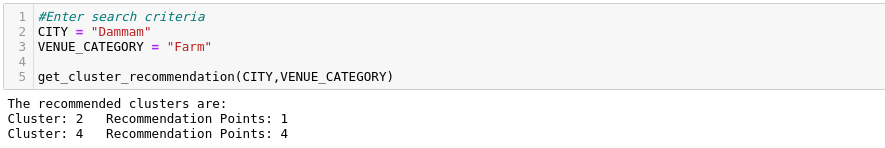 1 #Enter search criteria
2 CITY = "Dammam"
3 VENUE_CATEGORY = "Farm"
4
5 get_cluster_recommendation(CITY,VENUE_CATEGORY)
The recommended clusters are:
Cluster: 2   Recommendation Points: 1
Cluster: 4   Recommendation Points: 4